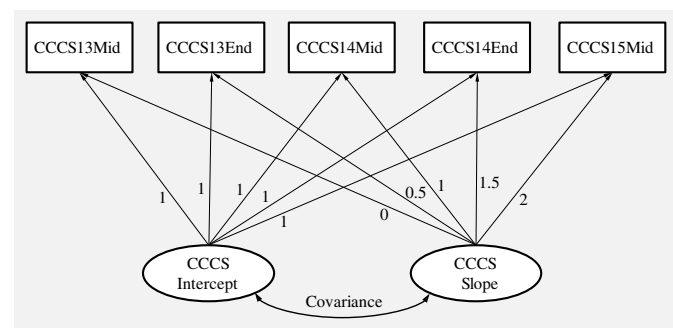 CCCS13Mid
CCCS13End
CCCS14Mid
CCCS14End
CCCS15Mid
1
1
1
1
1
0
0.5
1
1.5
2
CCCS
Intercept
CCCS
Slope
Covariance